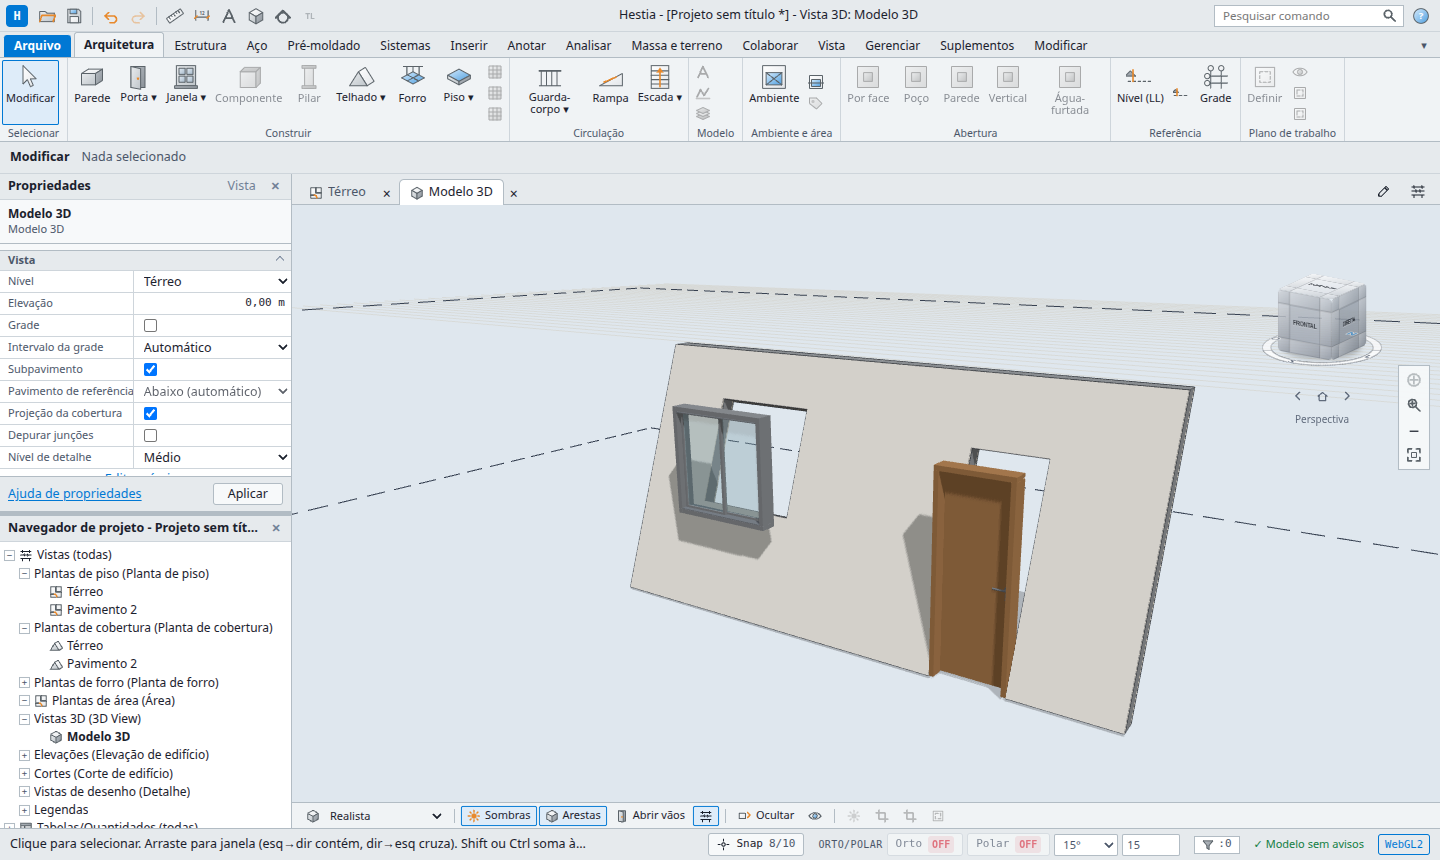 H
TL
Hestia - [Projeto sem título *] - Vista 3D: Modelo 3D
Pesquisar comando
?
Arquivo
Arquitetura
Estrutura
Aço
Pré-moldado
Sistemas
Inserir
Anotar
Analisar
Massa e terreno
Colaborar
Vista
Gerenciar
Suplementos
Modificar
Modificar
Parede
Porta ▾
Janela ▾
Componente
Pilar
Telhado ▾
Forro
Piso ▾
Guarda-
corpo ▾
Rampa
Escada ▾
Ambiente
Por face
Poço
Parede
Vertical
Água-
furtada
Nível (LL)
Grade
Definir
Selecionar
Construir
Circulação
Modelo
Ambiente e área
Abertura
Referência
Plano de trabalho
Modificar Nada selecionado
Propriedades
Vista
Modelo 3D
Modelo 3D
Vista
Nível
Térreo
Elevação
0,00 m
Grade
Intervalo da grade
Automático
Subpavimento
Pavimento de referência
Abaixo (automático)
Projeção da cobertura
Depurar junções
Nível de detalhe
Médio
Ajuda de propriedades
Aplicar
Navegador de projeto - Projeto sem tít...
Vistas (todas)
Plantas de piso (Planta de piso)
Térreo
Pavimento 2
Plantas de cobertura (Planta de cobertura)
Térreo
Pavimento 2
Plantas de forro (Planta de forro)
Plantas de área (Área)
Vistas 3D (3D View)
Modelo 3D
Elevações (Elevação de edifício)
Cortes (Corte de edifício)
Vistas de desenho (Detalhe)
Legendas
Tabelas/Quantidades (todas)
Térreo
Modelo 3D
FRONTAL
DIREITA
Perspectiva
Realista
Sombras
Arestas
Abrir vãos
Ocultar
Clique para selecionar. Arraste para janela (esq→dir contém, dir→esq cruza). Shift ou Ctrl soma à...
Snap 8/10
ORTO/POLAR
Orto OFF
Polar OFF
15°
15
:0
✓ Modelo sem avisos
WebGL2